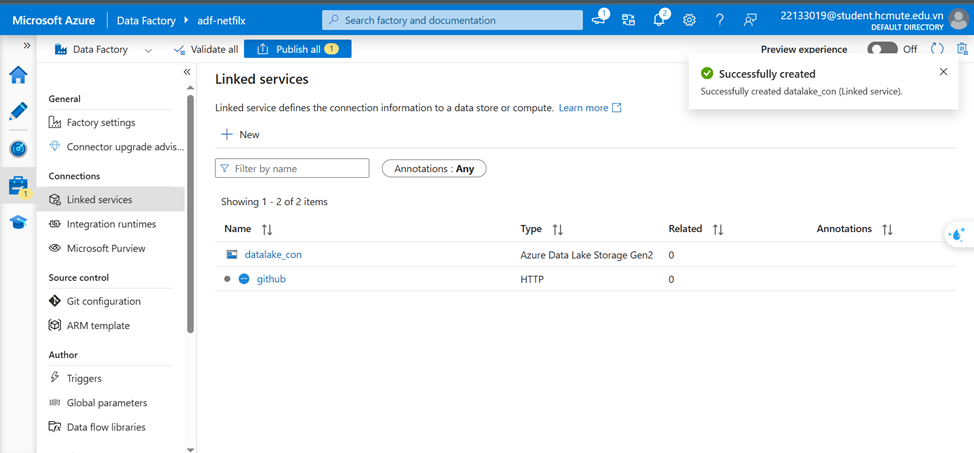 Microsoft Azure Data Factory ▸ adf-netfilx Search factory and documentation 1 2 22133019@student.hcmute.edu.vn
DEFAULT DIRECTORY
» Data Factory Validate all Publish all 1 Preview experience Off
«
General
Factory settings
Connector upgrade advis...
Connections
Linked services
Integration runtimes
Microsoft Purview
Source control
Git configuration
ARM template
Author
Triggers
Global parameters
Data flow libraries
1
Linked services
Linked service defines the connection information to a data store or compute. Learn more
+ New
Filter by name Annotations : Any
Showing 1 - 2 of 2 items
Name Type Related Annotations
datalake_con Azure Data Lake Storage Gen2 0
github HTTP 0
Successfully created
Successfully created datalake_con (Linked service).